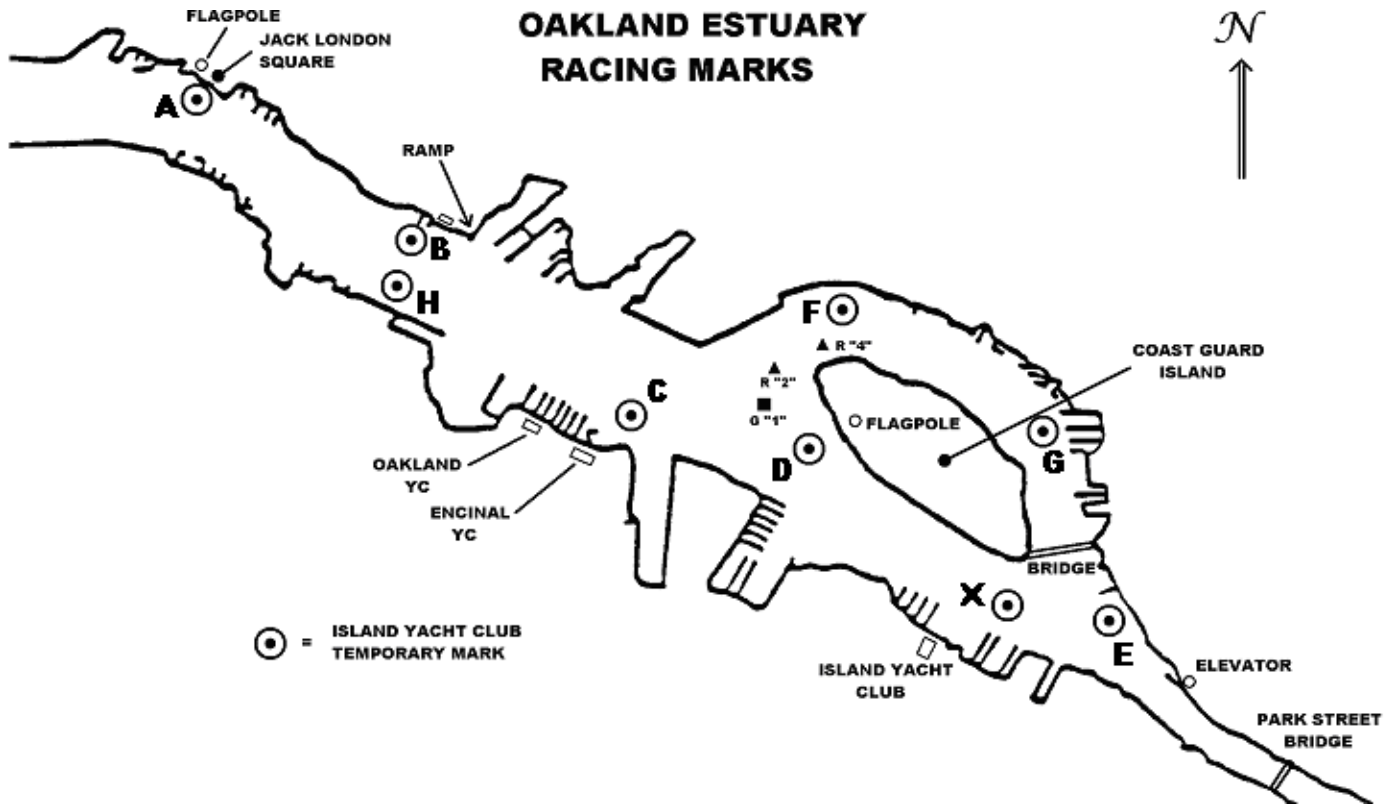 OAKLAND ESTUARY
RACING MARKS
N
FLAGPOLE
JACK LONDON
SQUARE
A
RAMP
B
H
F
R "4"
R "2"
G "1"
COAST GUARD
ISLAND
C
FLAGPOLE
D
G
OAKLAND
YC
ENCINAL
YC
BRIDGE
X
E
= ISLAND YACHT CLUB
TEMPORARY MARK
ISLAND YACHT
CLUB
ELEVATOR
PARK STREET
BRIDGE